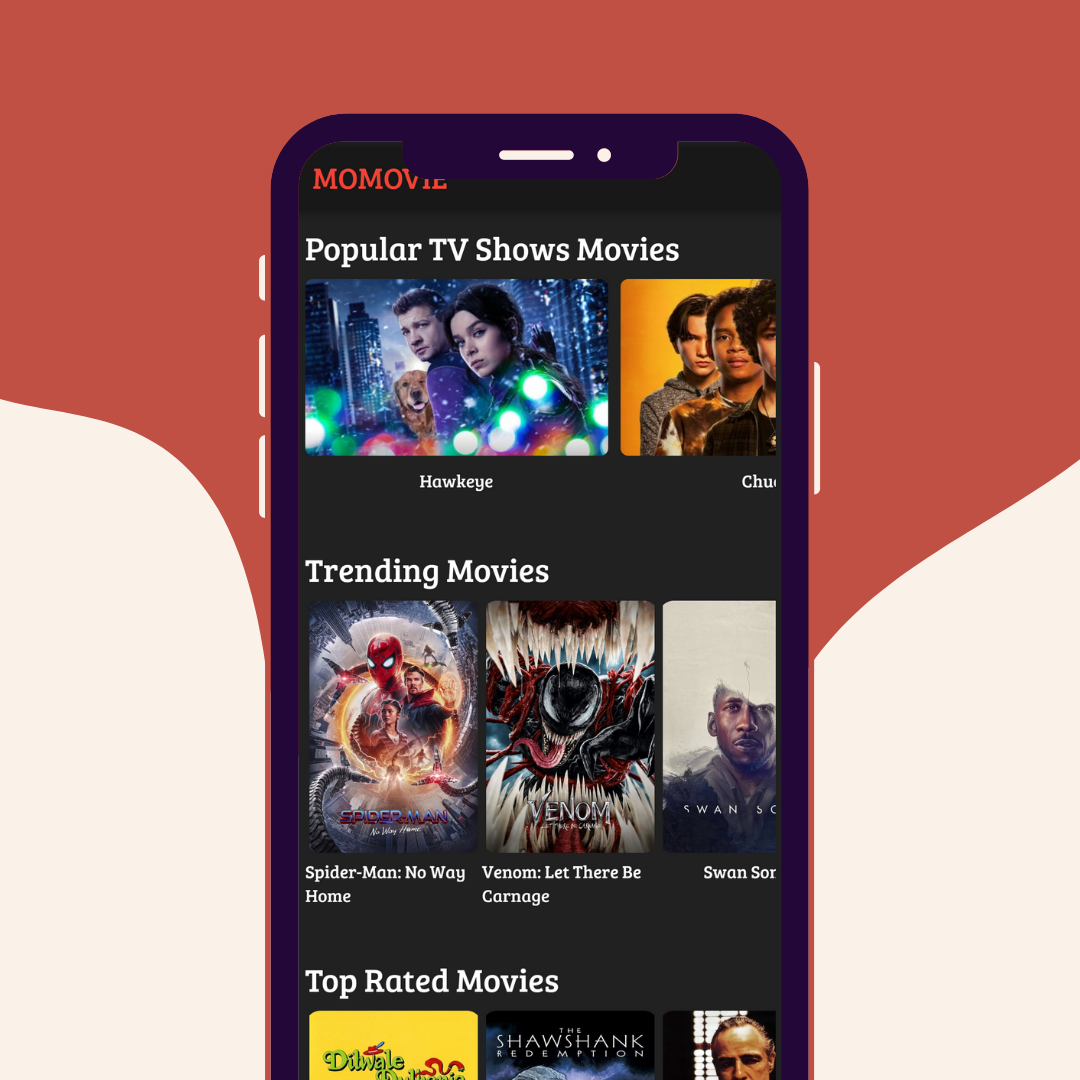 MOMOVIE
Popular TV Shows Movies
Hawkeye
Chu
Trending Movies
SPIDER-MAN
No Way Home
VENOM
LET THERE BE CARNAGE
SWAN SO
Spider-Man: No Way
Home
Venom: Let There Be
Carnage
Swan Son
Top Rated Movies
Dilwale
Dulhania
THE
SHAWSHANK
REDEMPTION